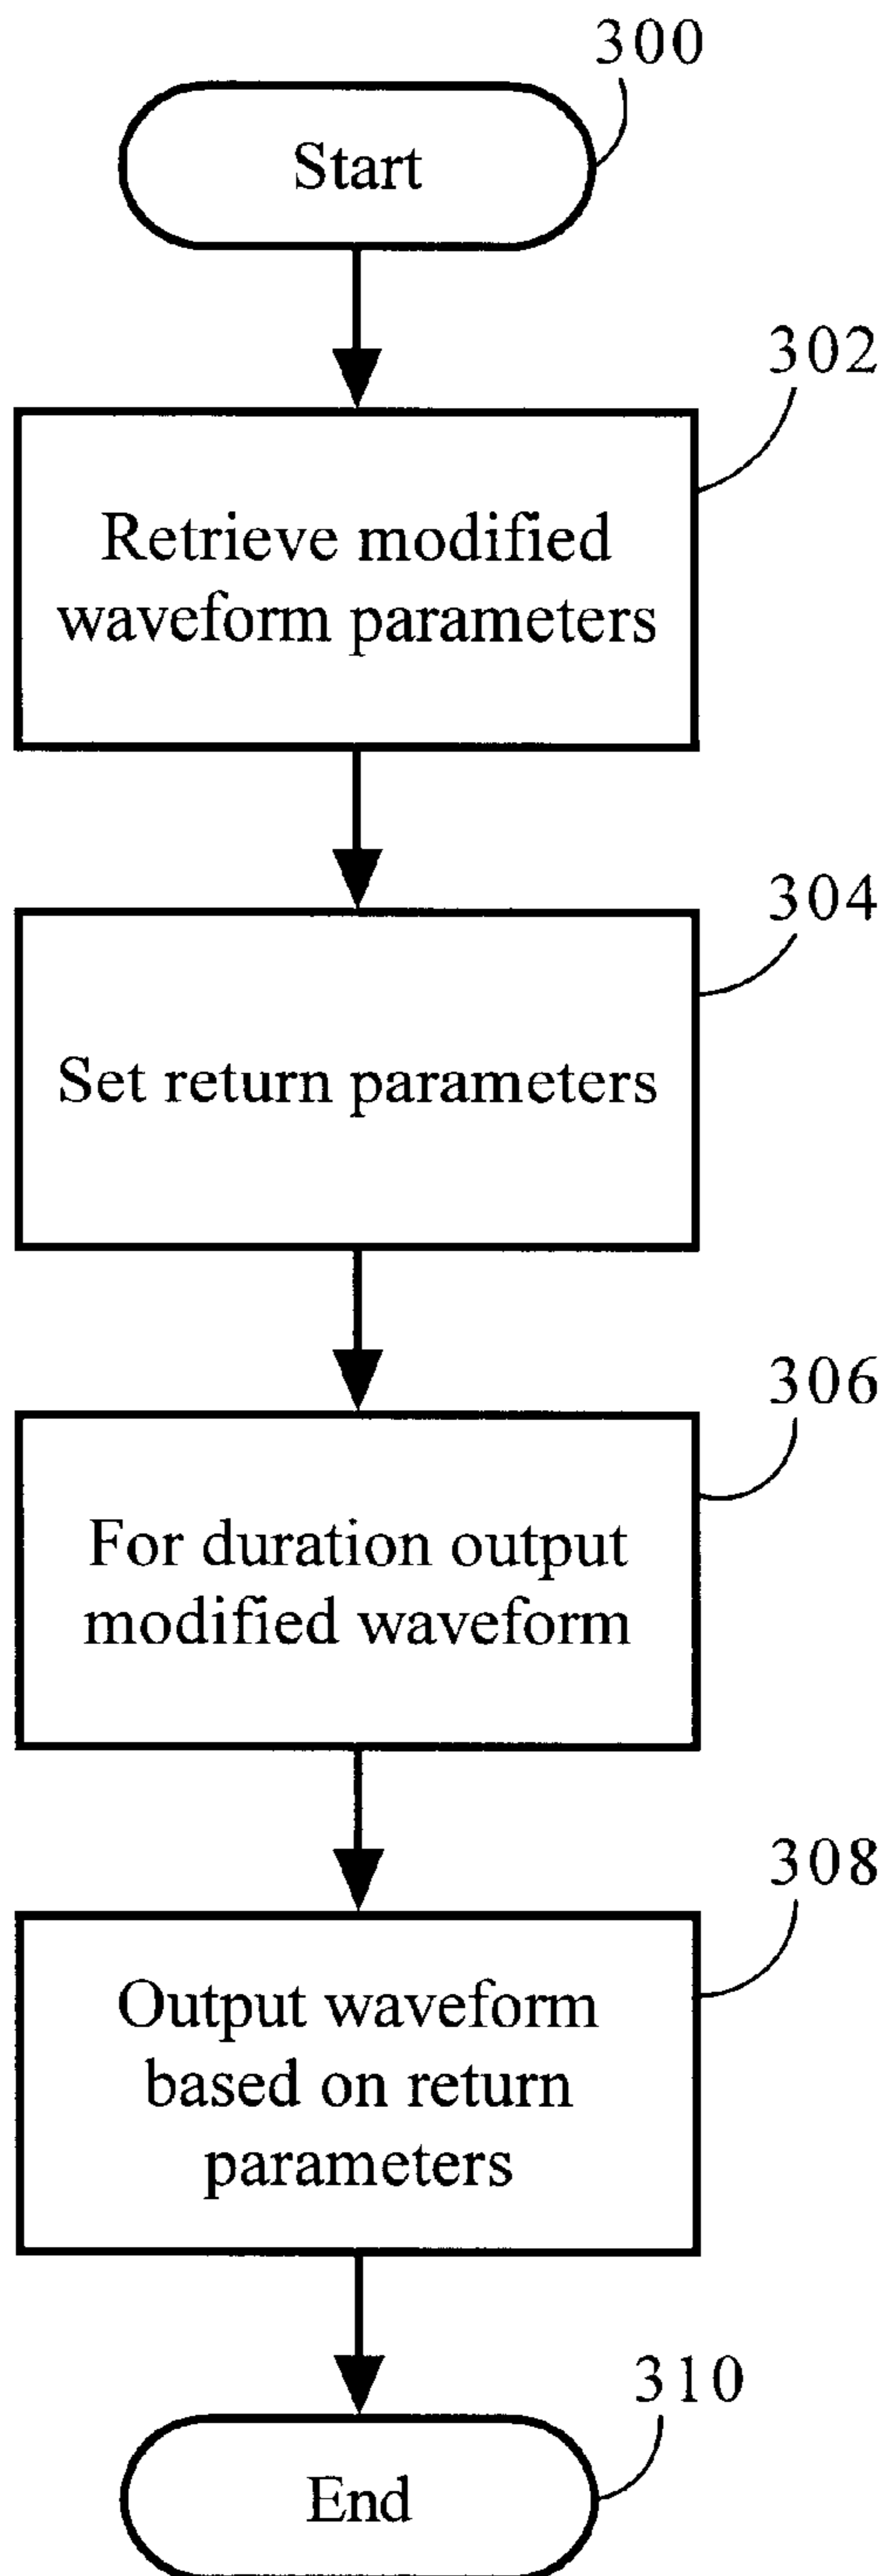 300
Start
302
Retrieve modified
waveform parameters
304
Set return parameters
306
For duration output
modified waveform
308
Output waveform
based on return
parameters
310
End